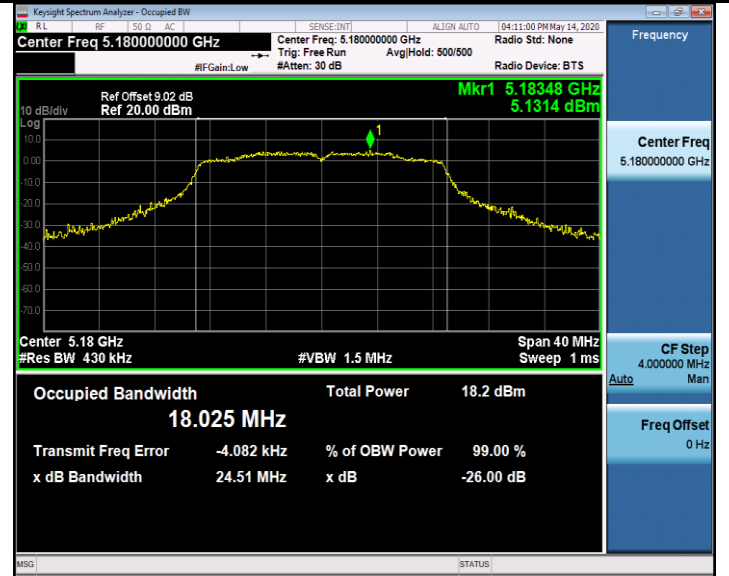 Keysight Spectrum Analyzer - Occupied BW
RL RF 50 Ω AC SENSE:INT ALIGN AUTO 04:11:00 PM May 14, 2020
Center Freq 5.180000000 GHz Center Freq: 5.180000000 GHz Radio Std: None
Trig: Free Run Avg|Hold: 500/500
#IFGain:Low #Atten: 30 dB Radio Device: BTS
Frequency
Ref Offset 9.02 dB Mkr1 5.18348 GHz
10 dB/div Ref 20.00 dBm 5.1314 dBm
Log
10.0
0.00
-10.0
-20.0
-30.0
-40.0
-50.0
-60.0
-70.0
1
Center Freq
5.180000000 GHz
Center 5.18 GHz Span 40 MHz
#Res BW 430 kHz #VBW 1.5 MHz Sweep 1 ms
CF Step
4.000000 MHz
Auto Man
Occupied Bandwidth Total Power 18.2 dBm
18.025 MHz
Transmit Freq Error -4.082 kHz % of OBW Power 99.00 %
x dB Bandwidth 24.51 MHz x dB -26.00 dB
Freq Offset
0 Hz
MSG STATUS